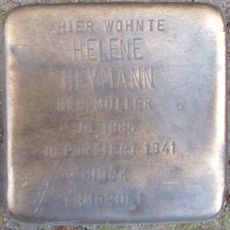 HIER WOHNTE
HELENE
HEYMANN
GEB. MÜLLER
JG. 1885
DEPORTIERT 1941
MINSK
ERMORDET